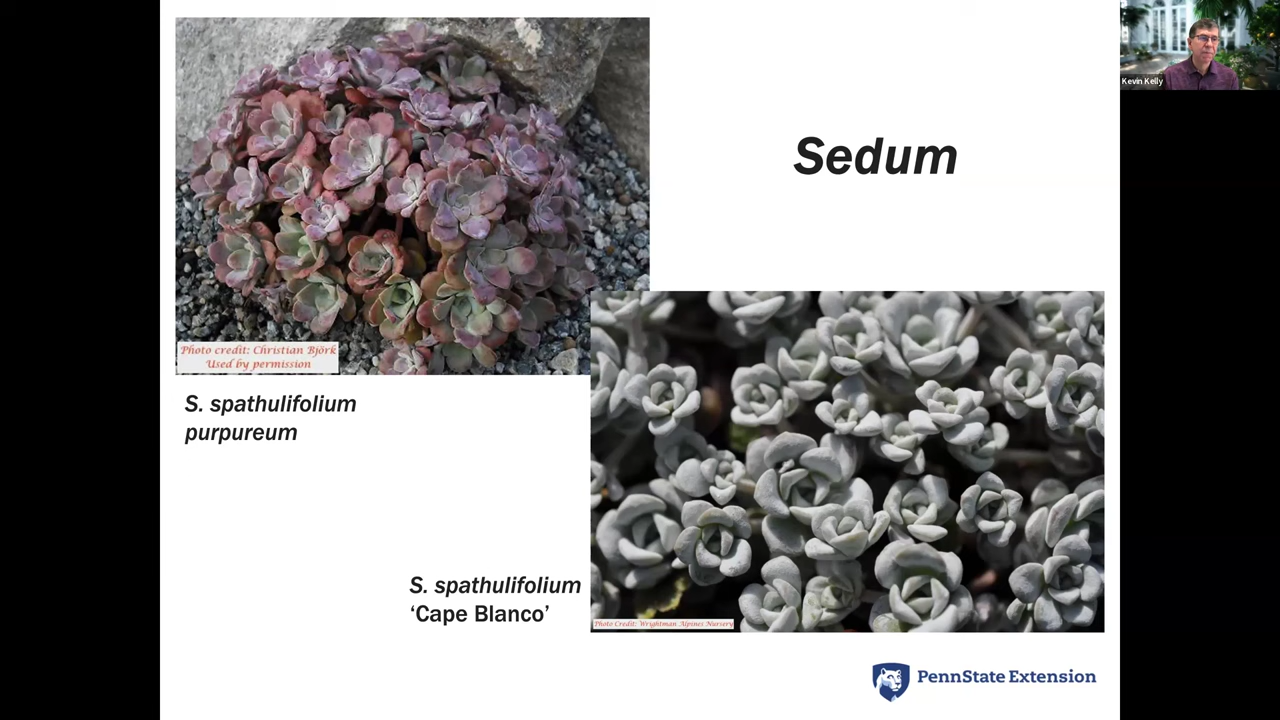 Kevin Kelly
Sedum
Photo credit: Christian Björk
Used by permission
S. spathulifolium
purpureum
S. spathulifolium
‘Cape Blanco’
Photo Credit: Wrightman Alpines Nursery
PennState Extension